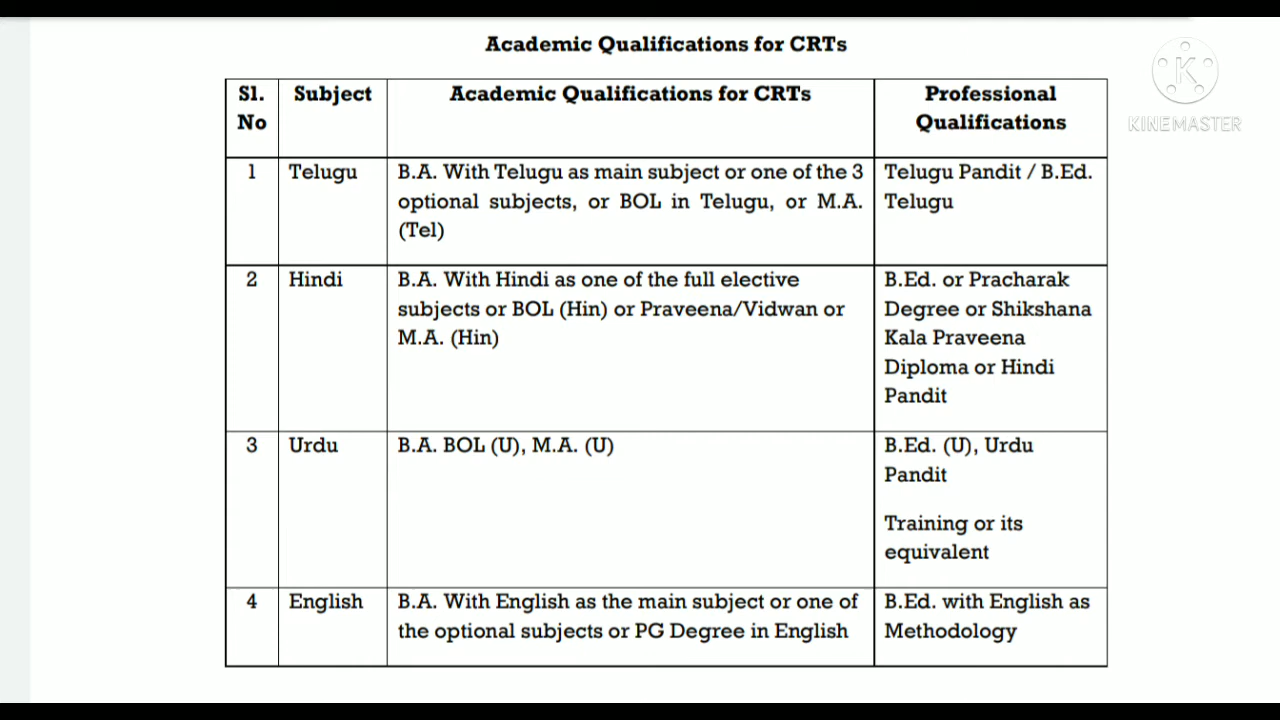 Academic Qualifications for CRTs
Sl. No
Subject
Academic Qualifications for CRTs
Professional
Qualifications
KINEMASTER
1
Telugu
B.A. With Telugu as main subject or one of the 3
optional subjects, or BOL in Telugu, or M.A.
(Tel)
Telugu Pandit / B.Ed.
Telugu
2
Hindi
B.A. With Hindi as one of the full elective
subjects or BOL (Hin) or Praveena/Vidwan or
M.A. (Hin)
B.Ed. or Pracharak
Degree or Shikshana
Kala Praveena
Diploma or Hindi
Pandit
3
Urdu
B.A. BOL (U), M.A. (U)
B.Ed. (U), Urdu
Pandit
Training or its
equivalent
4
English
B.A. With English as the main subject or one of
the optional subjects or PG Degree in English
B.Ed. with English as
Methodology